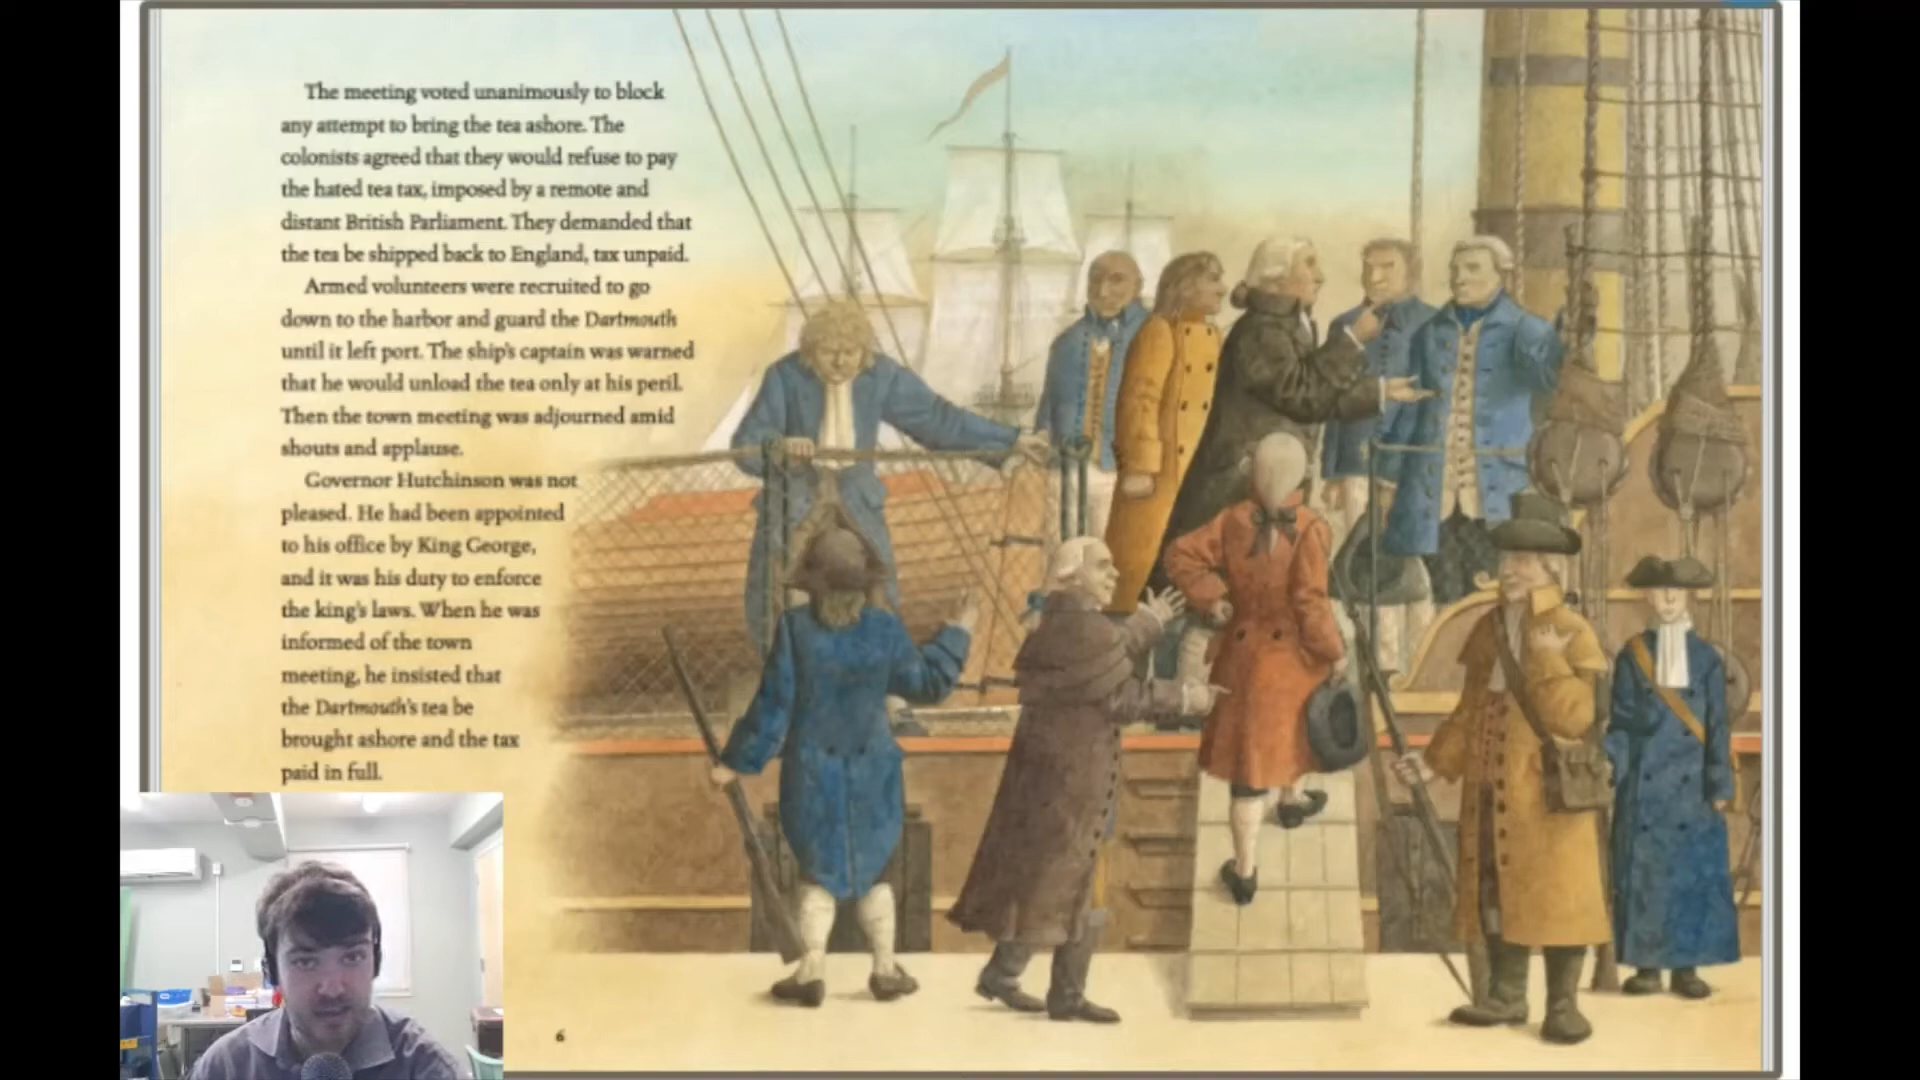 The meeting voted unanimously to block
any attempt to bring the tea ashore. The
colonists agreed that they would refuse to pay
the hated tea tax, imposed by a remote and
distant British Parliament. They demanded that
the tea be shipped back to England, tax unpaid.
Armed volunteers were recruited to go
down to the harbor and guard the Dartmouth
until it left port. The ship's captain was warned
that he would unload the tea only at his peril.
Then the town meeting was adjourned amid
shouts and applause.
Governor Hutchinson was not
pleased. He had been appointed
to his office by King George,
and it was his duty to enforce
the king's laws. When he was
informed of the town
meeting, he insisted that
the Dartmouth's tea be
brought ashore and the tax
paid in full.
6